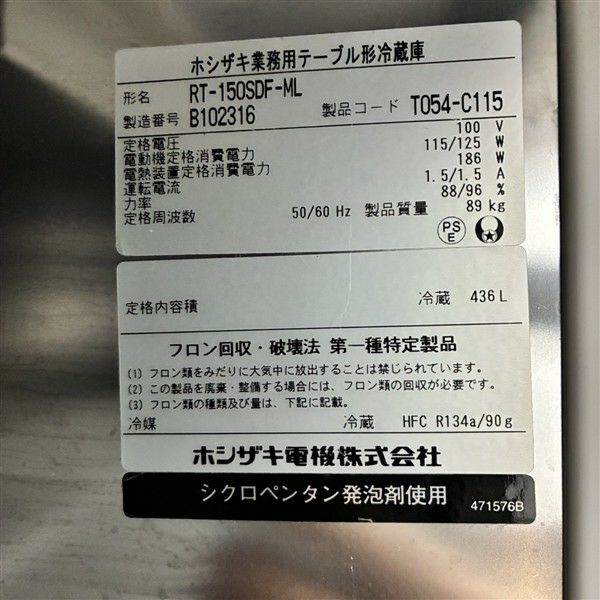 ホシザキ業務用テーブル形冷蔵庫
形名 RT-150SDF-ML
製造番号 B102316 製品コード T054-C115
定格電圧 100 V
電動機定格消費電力 115/125 W
電熱装置定格消費電力 186 W
運転電流 1.5/1.5 A
力率 88/96 %
定格周波数 50/60 Hz 製品質量 89 kg
PS
E
定格内容積 冷蔵 436 L
フロン回収・破壊法 第一種特定製品
(1) フロン類をみだりに大気中に放出することは禁じられています。
(2) この製品を廃棄・整備する場合には、フロン類の回収が必要です。
(3) フロン類の種類及び量は、下記に記載。
冷媒 冷蔵 HFC R134a/90g
ホシザキ電機株式会社
シクロペンタン発泡剤使用 471576B